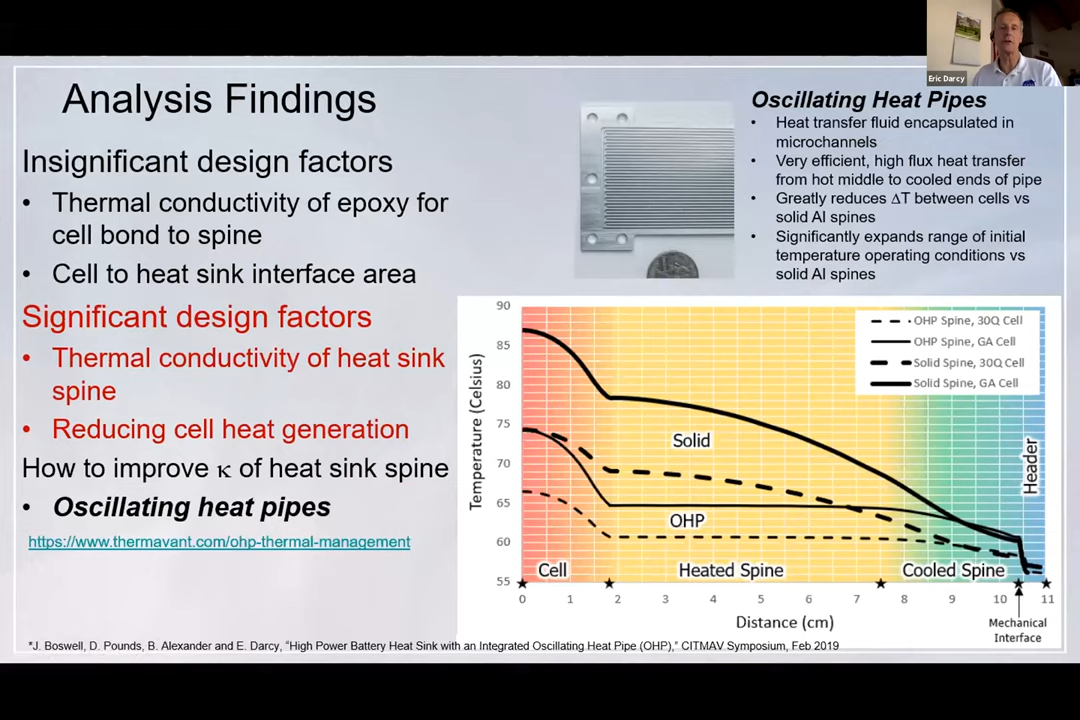 Eric Darcy
Analysis Findings
Insignificant design factors
• Thermal conductivity of epoxy for
cell bond to spine
• Cell to heat sink interface area
Significant design factors
• Thermal conductivity of heat sink
spine
• Reducing cell heat generation
How to improve κ of heat sink spine
• Oscillating heat pipes
https://www.thermavant.com/ohp-thermal-management
Oscillating Heat Pipes
• Heat transfer fluid encapsulated in
microchannels
• Very efficient, high flux heat transfer
from hot middle to cooled ends of pipe
• Greatly reduces ΔT between cells vs
solid Al spines
• Significantly expands range of initial
temperature operating conditions vs
solid Al spines
Temperature (Celsius)
90
85
80
75
70
65
60
55
OHP Spine, 30Q Cell
OHP Spine, GA Cell
Solid Spine, 30Q Cell
Solid Spine, GA Cell
Solid
OHP
Header
Cell
Heated Spine
Cooled Spine
0 1 2 3 4 5 6 7 8 9 10 11
Distance (cm)
Mechanical
Interface
*J. Boswell, D. Pounds, B. Alexander and E. Darcy, “High Power Battery Heat Sink with an Integrated Oscillating Heat Pipe (OHP),” CITMAV Symposium, Feb 2019